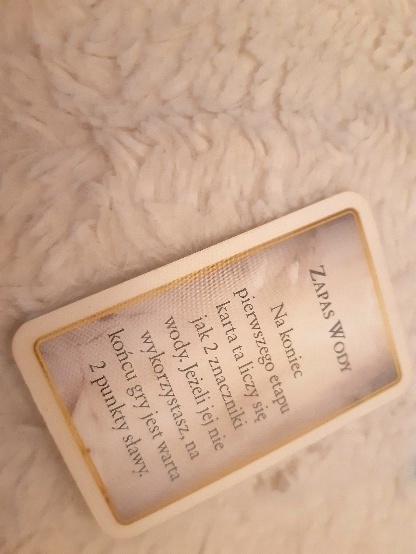 ZAPAS WODY
Na koniec
pierwszego etapu
karta ta liczy się
jak 2 znaczniki
wody. Jeżeli jej nie
wykorzystasz, na
końcu gry jest warta
2 punkty sławy.